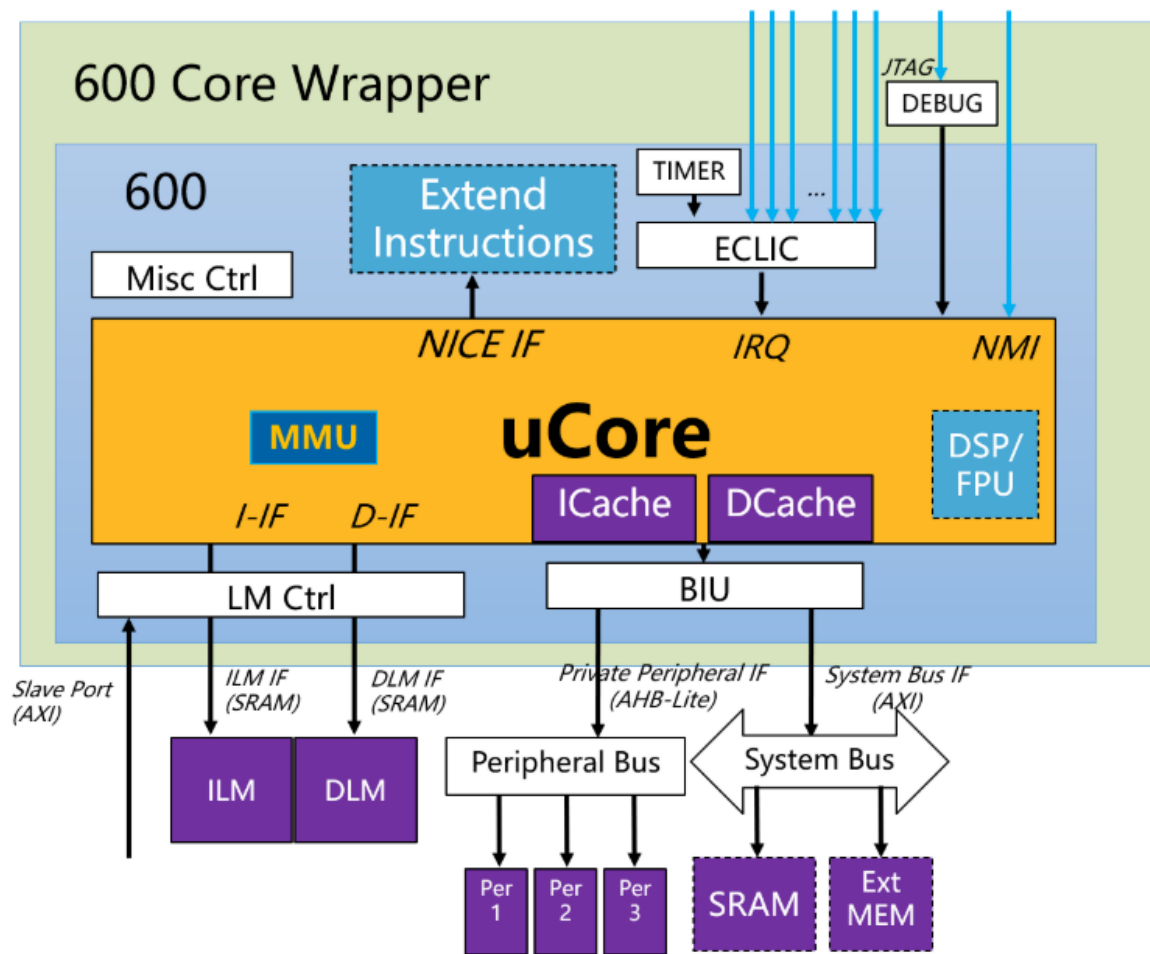 600 Core Wrapper
JTAG
DEBUG
600
Extend
Instructions
TIMER
...
ECLIC
Misc Ctrl
NICE IF
IRQ
NMI
MMU
uCore
DSP/
FPU
ICache
DCache
I-IF
D-IF
LM Ctrl
BIU
Slave Port
(AXI)
ILM IF
(SRAM)
DLM IF
(SRAM)
Private Peripheral IF
(AHB-Lite)
System Bus IF
(AXI)
ILM
DLM
Peripheral Bus
System Bus
Per
1
Per
2
Per
3
SRAM
Ext
MEM